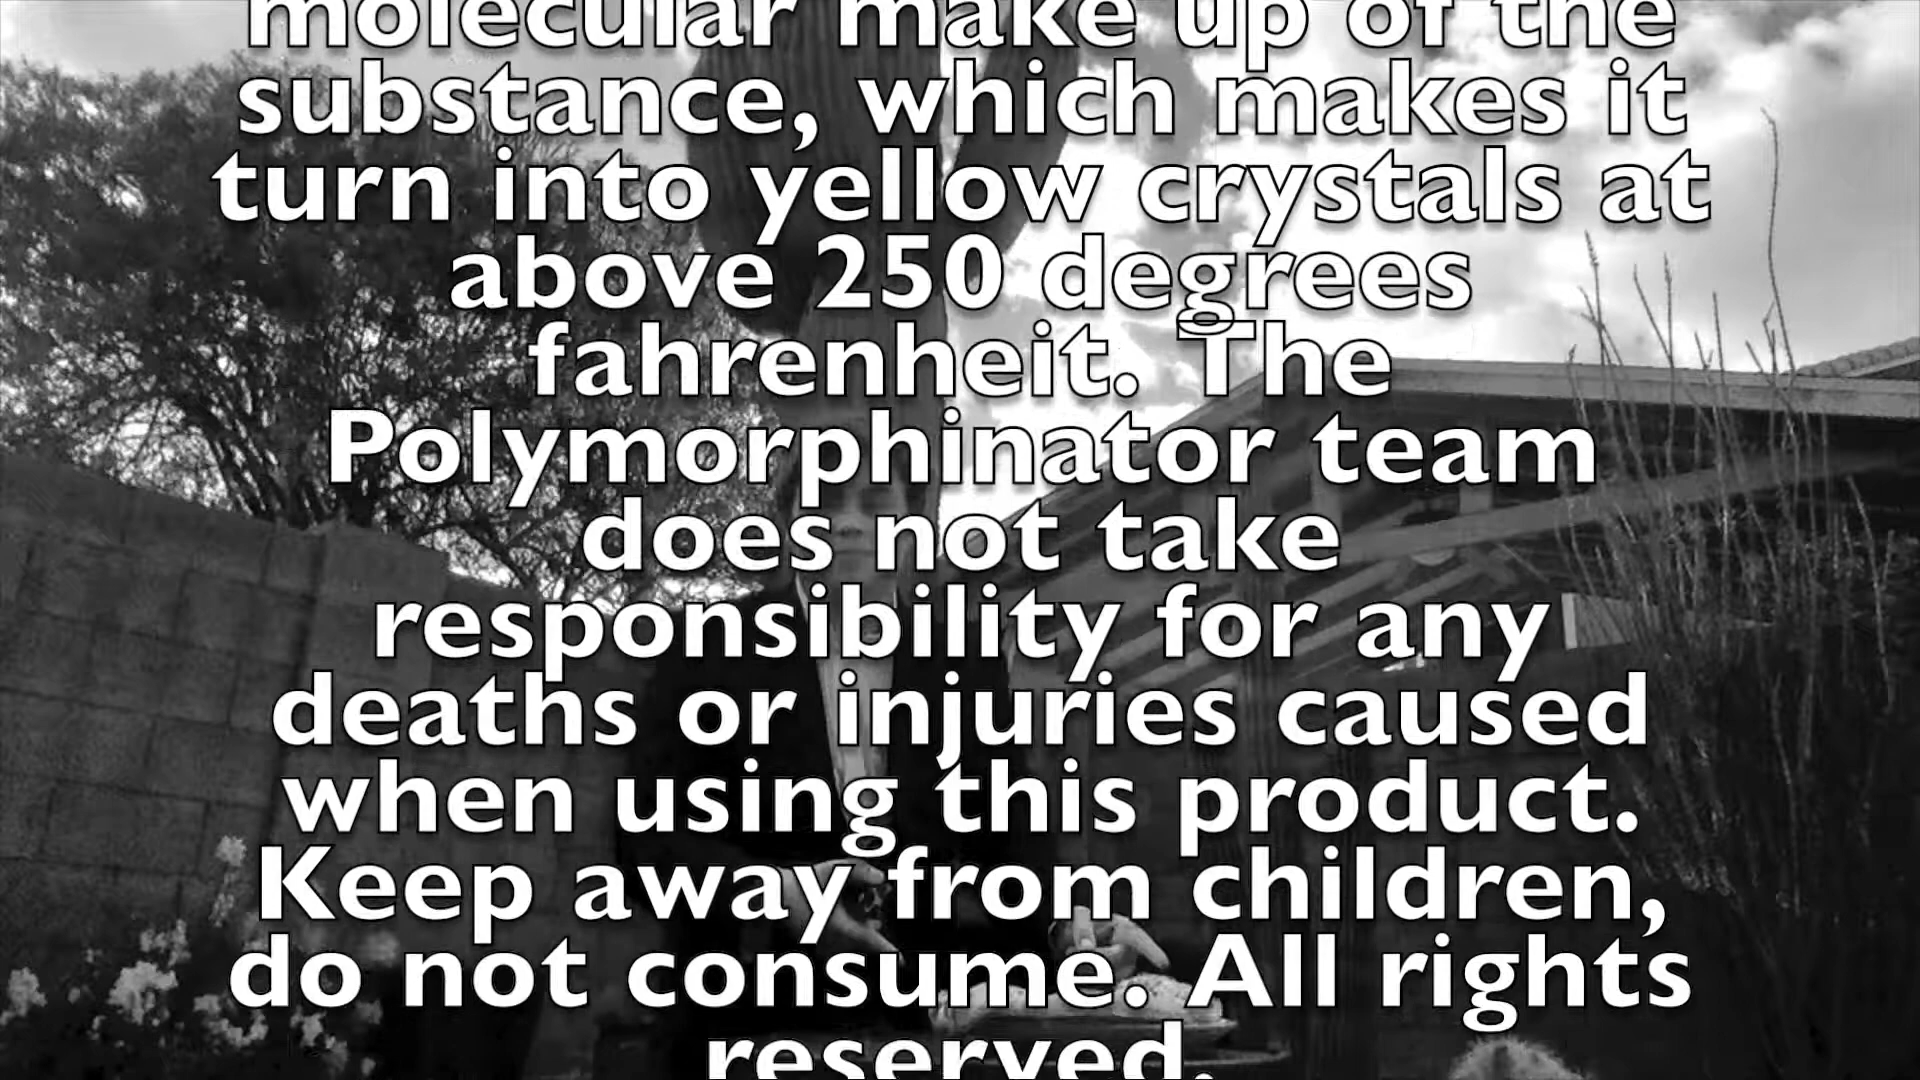 molecular make up of the
substance, which makes it
turn into yellow crystals at
above 250 degrees
fahrenheit. The
Polymorphinator team
does not take
responsibility for any
deaths or injuries caused
when using this product.
Keep away from children,
do not consume. All rights
reserved.